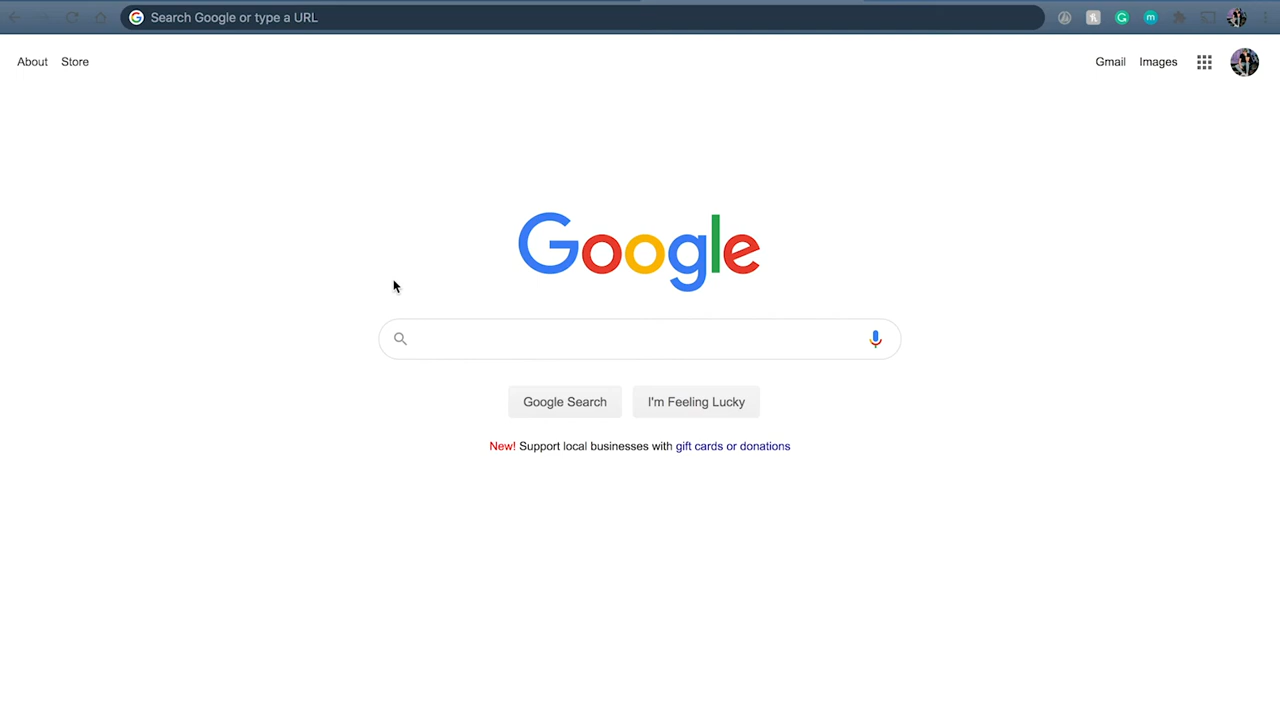 Search Google or type a URL
About Store Gmail Images
Google
Google Search I'm Feeling Lucky
New! Support local businesses with gift cards or donations